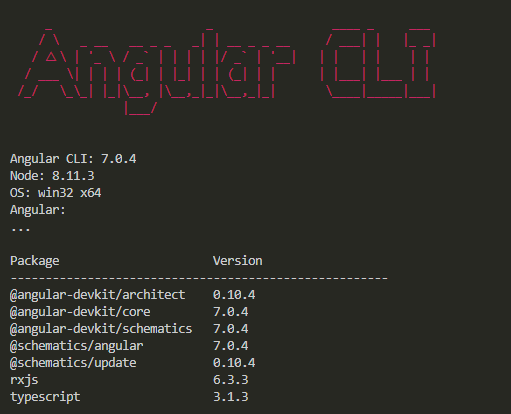 Angular CLI
Angular CLI: 7.0.4
Node: 8.11.3
OS: win32 x64
Angular:
...
Package Version
------------------------------------------------------
@angular-devkit/architect 0.10.4
@angular-devkit/core 7.0.4
@angular-devkit/schematics 7.0.4
@schematics/angular 7.0.4
@schematics/update 0.10.4
rxjs 6.3.3
typescript 3.1.3